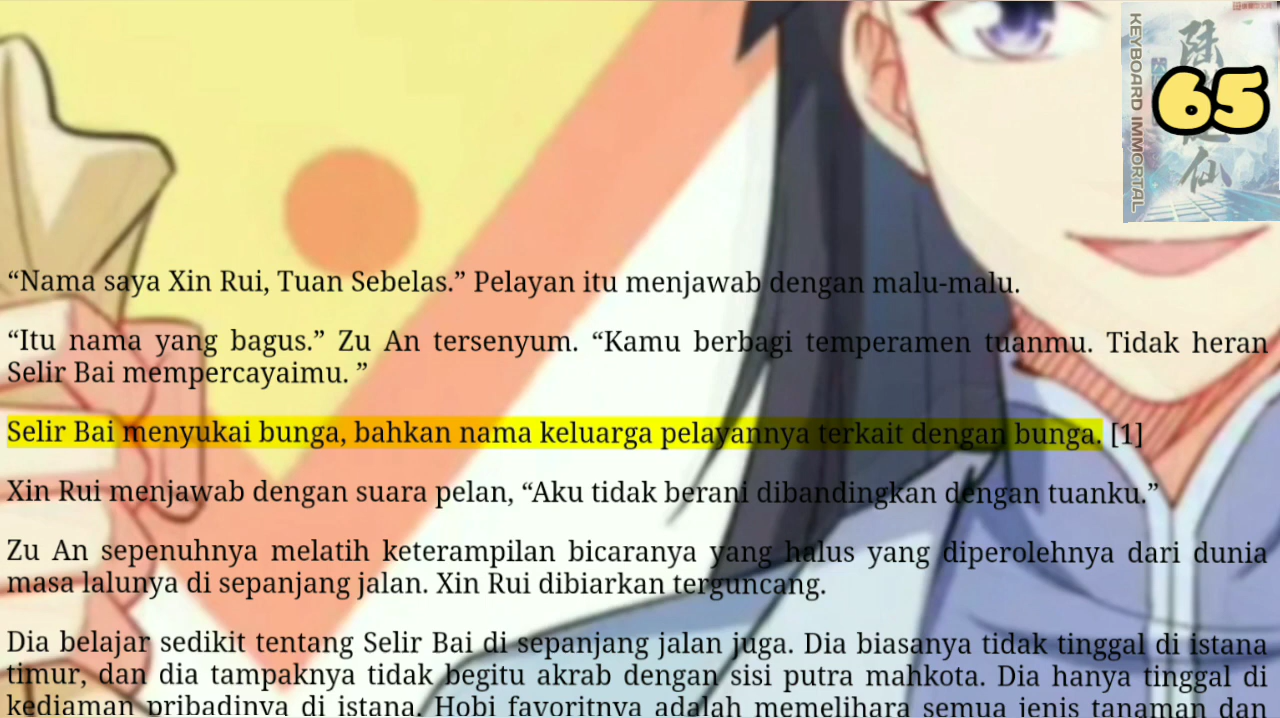 KEYBOARD IMMORTAL
65
“Nama saya Xin Rui, Tuan Sebelas.” Pelayan itu menjawab dengan malu-malu.
“Itu nama yang bagus.” Zu An tersenyum. “Kamu berbagi temperamen tuanmu. Tidak heran
Selir Bai mempercayaimu. ”
Selir Bai menyukai bunga, bahkan nama keluarga pelayannya terkait dengan bunga. [1]
Xin Rui menjawab dengan suara pelan, “Aku tidak berani dibandingkan dengan tuanku.”
Zu An sepenuhnya melatih keterampilan bicaranya yang halus yang diperolehnya dari dunia
masa lalunya di sepanjang jalan. Xin Rui dibiarkan terguncang.
Dia belajar sedikit tentang Selir Bai di sepanjang jalan juga. Dia biasanya tidak tinggal di istana
timur, dan dia tampaknya tidak begitu akrab dengan sisi putra mahkota. Dia hanya tinggal di
kediaman pribadinya di istana. Hobi favoritnya adalah memelihara semua jenis tanaman dan